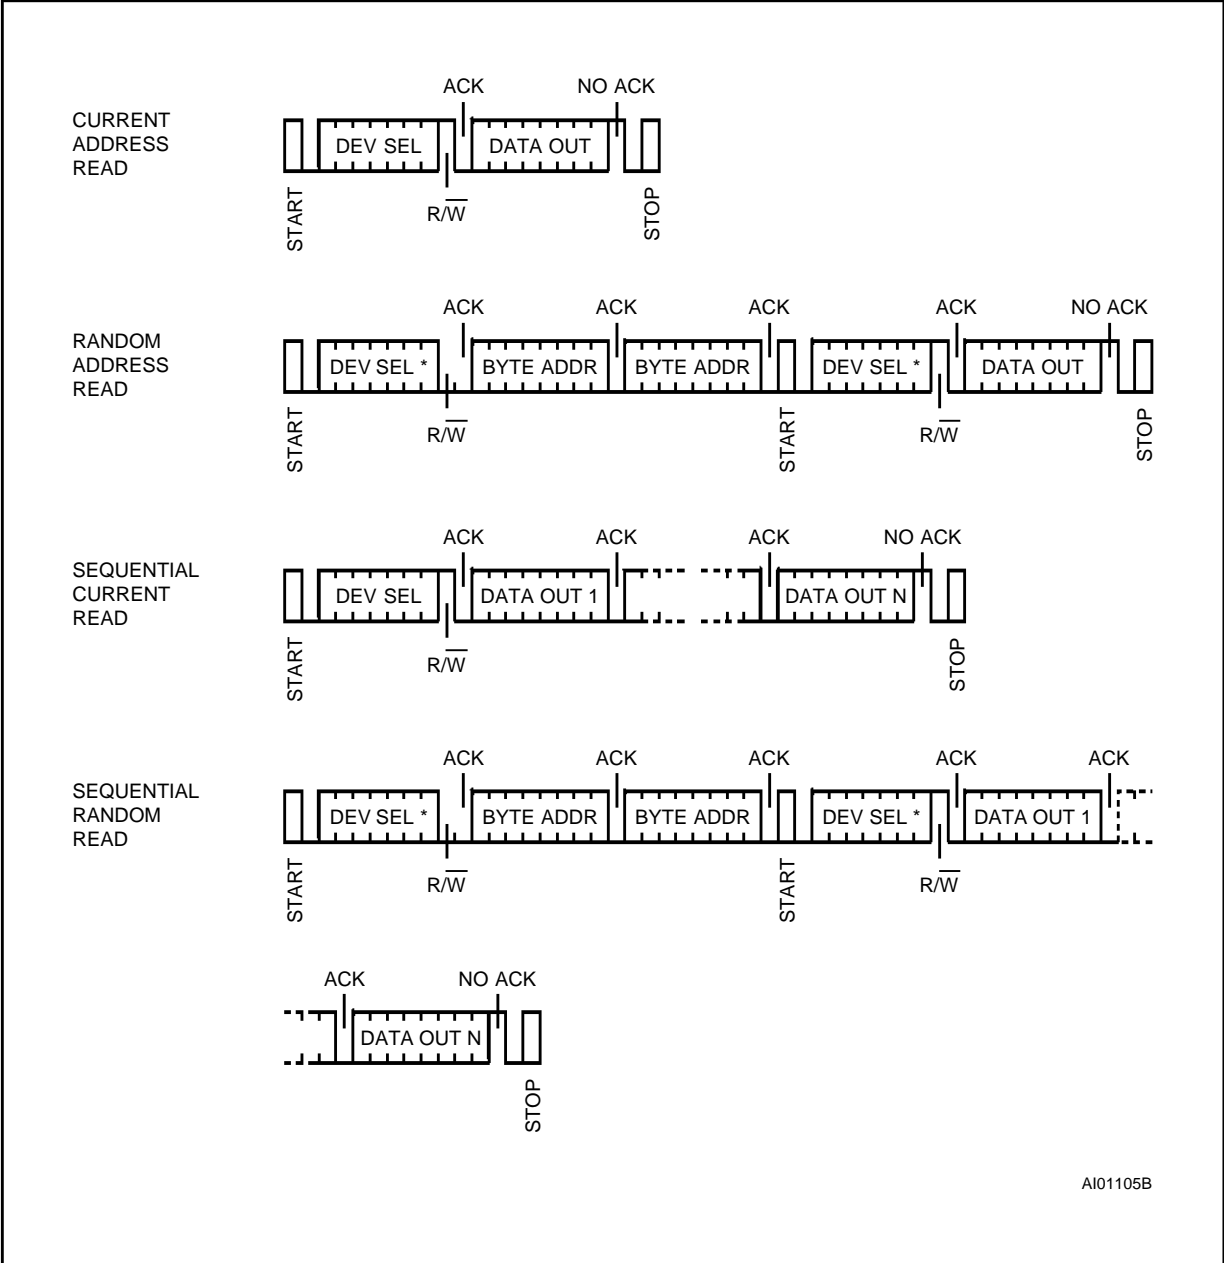 ACK NO ACK
CURRENT
ADDRESS
READ
DEV SEL DATA OUT
START R/W STOP
ACK ACK ACK ACK NO ACK
RANDOM
ADDRESS
READ
DEV SEL * BYTE ADDR BYTE ADDR DEV SEL * DATA OUT
START R/W START R/W STOP
ACK ACK ACK NO ACK
SEQUENTIAL
CURRENT
READ
DEV SEL DATA OUT 1 DATA OUT N
START R/W STOP
ACK ACK ACK ACK ACK
SEQUENTIAL
RANDOM
READ
DEV SEL * BYTE ADDR BYTE ADDR DEV SEL * DATA OUT 1
START R/W START R/W
ACK NO ACK
DATA OUT N
STOP
AI01105B